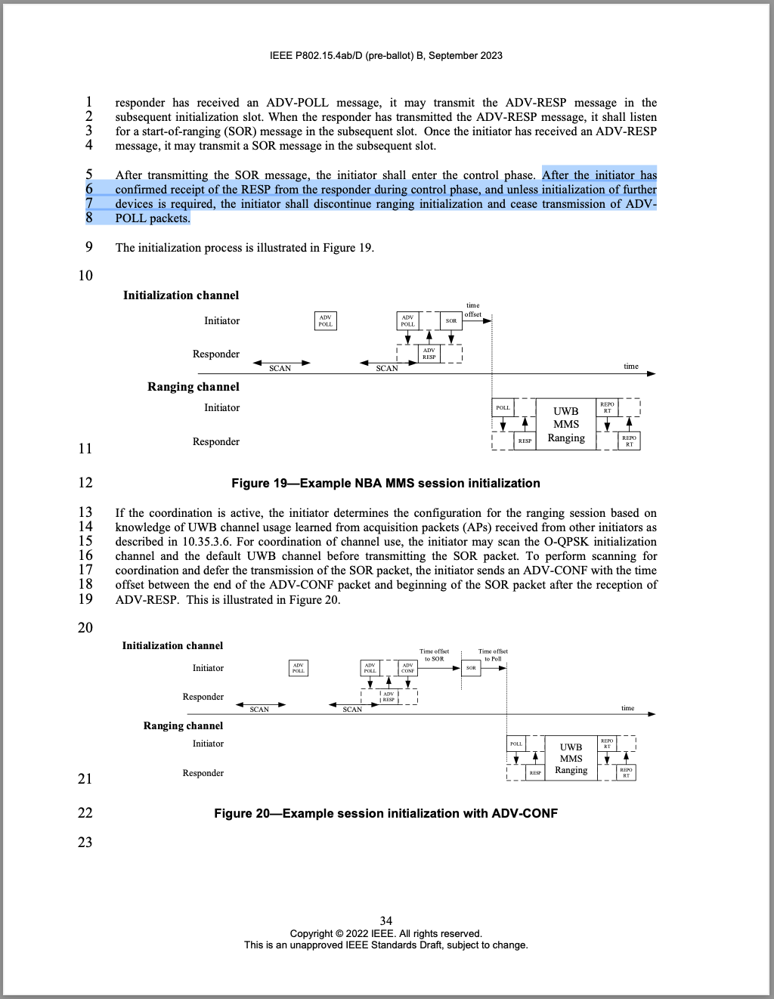 IEEE P802.15.4ab/D (pre-ballot) B, September 2023
1 responder has received an ADV-POLL message, it may transmit the ADV-RESP message in the
2 subsequent initialization slot. When the responder has transmitted the ADV-RESP message, it shall listen
3 for a start-of-ranging (SOR) message in the subsequent slot.  Once the initiator has received an ADV-RESP
4 message, it may transmit a SOR message in the subsequent slot.
5 After transmitting the SOR message, the initiator shall enter the control phase. After the initiator has
6 confirmed receipt of the RESP from the responder during control phase, and unless initialization of further
7 devices is required, the initiator shall discontinue ranging initialization and cease transmission of ADV-
8 POLL packets.
9 The initialization process is illustrated in Figure 19.
10
Initialization channel
time
offset
Initiator
ADV
POLL
ADV
POLL
SOR
Responder
ADV
RESP
SCAN
SCAN
time
Ranging channel
Initiator
POLL
UWB
MMS
Ranging
REPO
RT
Responder
RESP
REPO
RT
11
12 Figure 19—Example NBA MMS session initialization
13 If the coordination is active, the initiator determines the configuration for the ranging session based on
14 knowledge of UWB channel usage learned from acquisition packets (APs) received from other initiators as
15 described in 10.35.3.6. For coordination of channel use, the initiator may scan the O-QPSK initialization
16 channel and the default UWB channel before transmitting the SOR packet. To perform scanning for
17 coordination and defer the transmission of the SOR packet, the initiator sends an ADV-CONF with the time
18 offset between the end of the ADV-CONF packet and beginning of the SOR packet after the reception of
19 ADV-RESP.  This is illustrated in Figure 20.
20
Initialization channel
Time offset
to SOR
Time offset
to Poll
Initiator
ADV
POLL
ADV
POLL
ADV
CONF
SOR
Responder
ADV
RESP
SCAN
SCAN
time
Ranging channel
Initiator
POLL
UWB
MMS
Ranging
REPO
RT
Responder
RESP
REPO
RT
21
22 Figure 20—Example session initialization with ADV-CONF
23
34
Copyright © 2022 IEEE. All rights reserved.
This is an unapproved IEEE Standards Draft, subject to change.